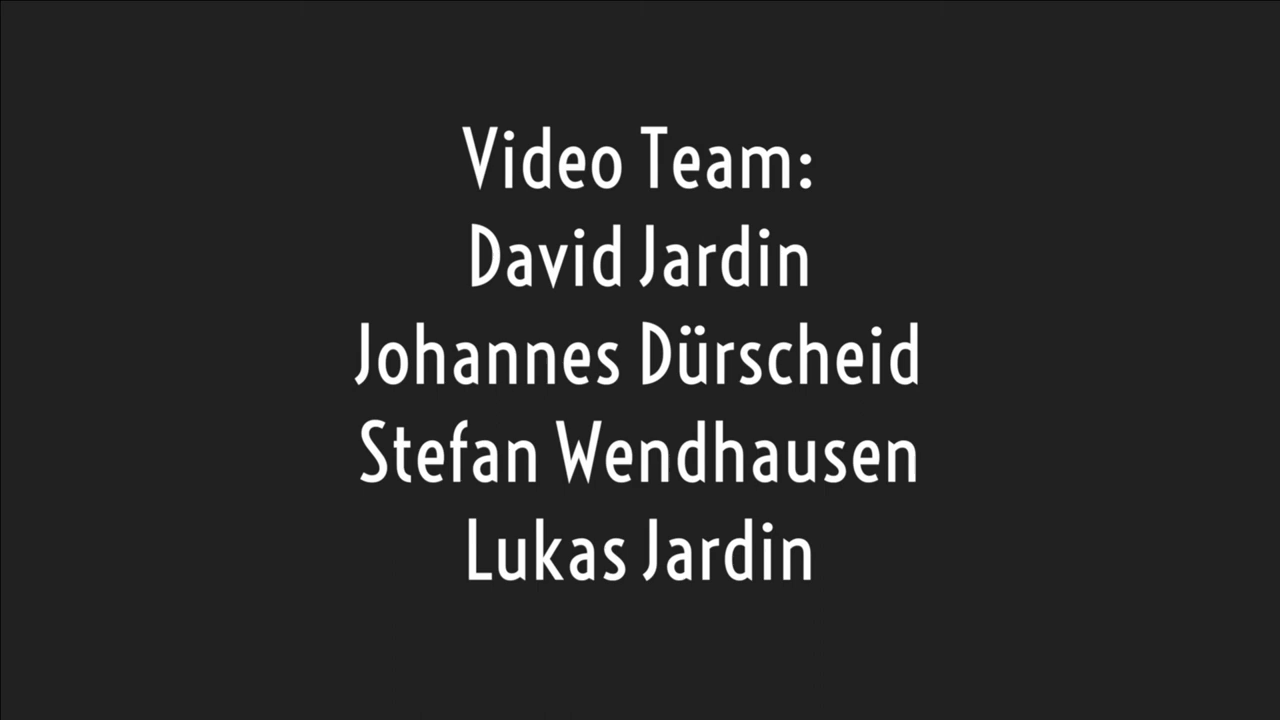 Video Team:
David Jardin
Johannes Dürscheid
Stefan Wendhausen
Lukas Jardin